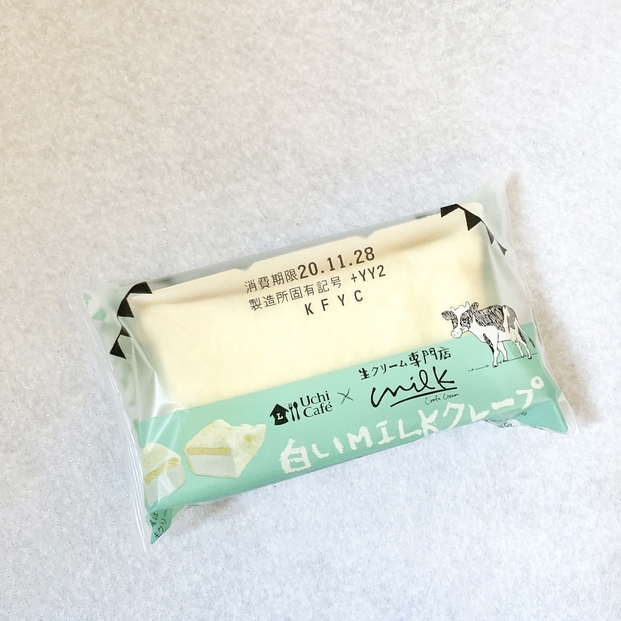 消費期限20.11.28
製造所固有記号 +YY2
KFYC
L Uchi Café × 生クリーム専門店 Milk
白いMILKクレープ